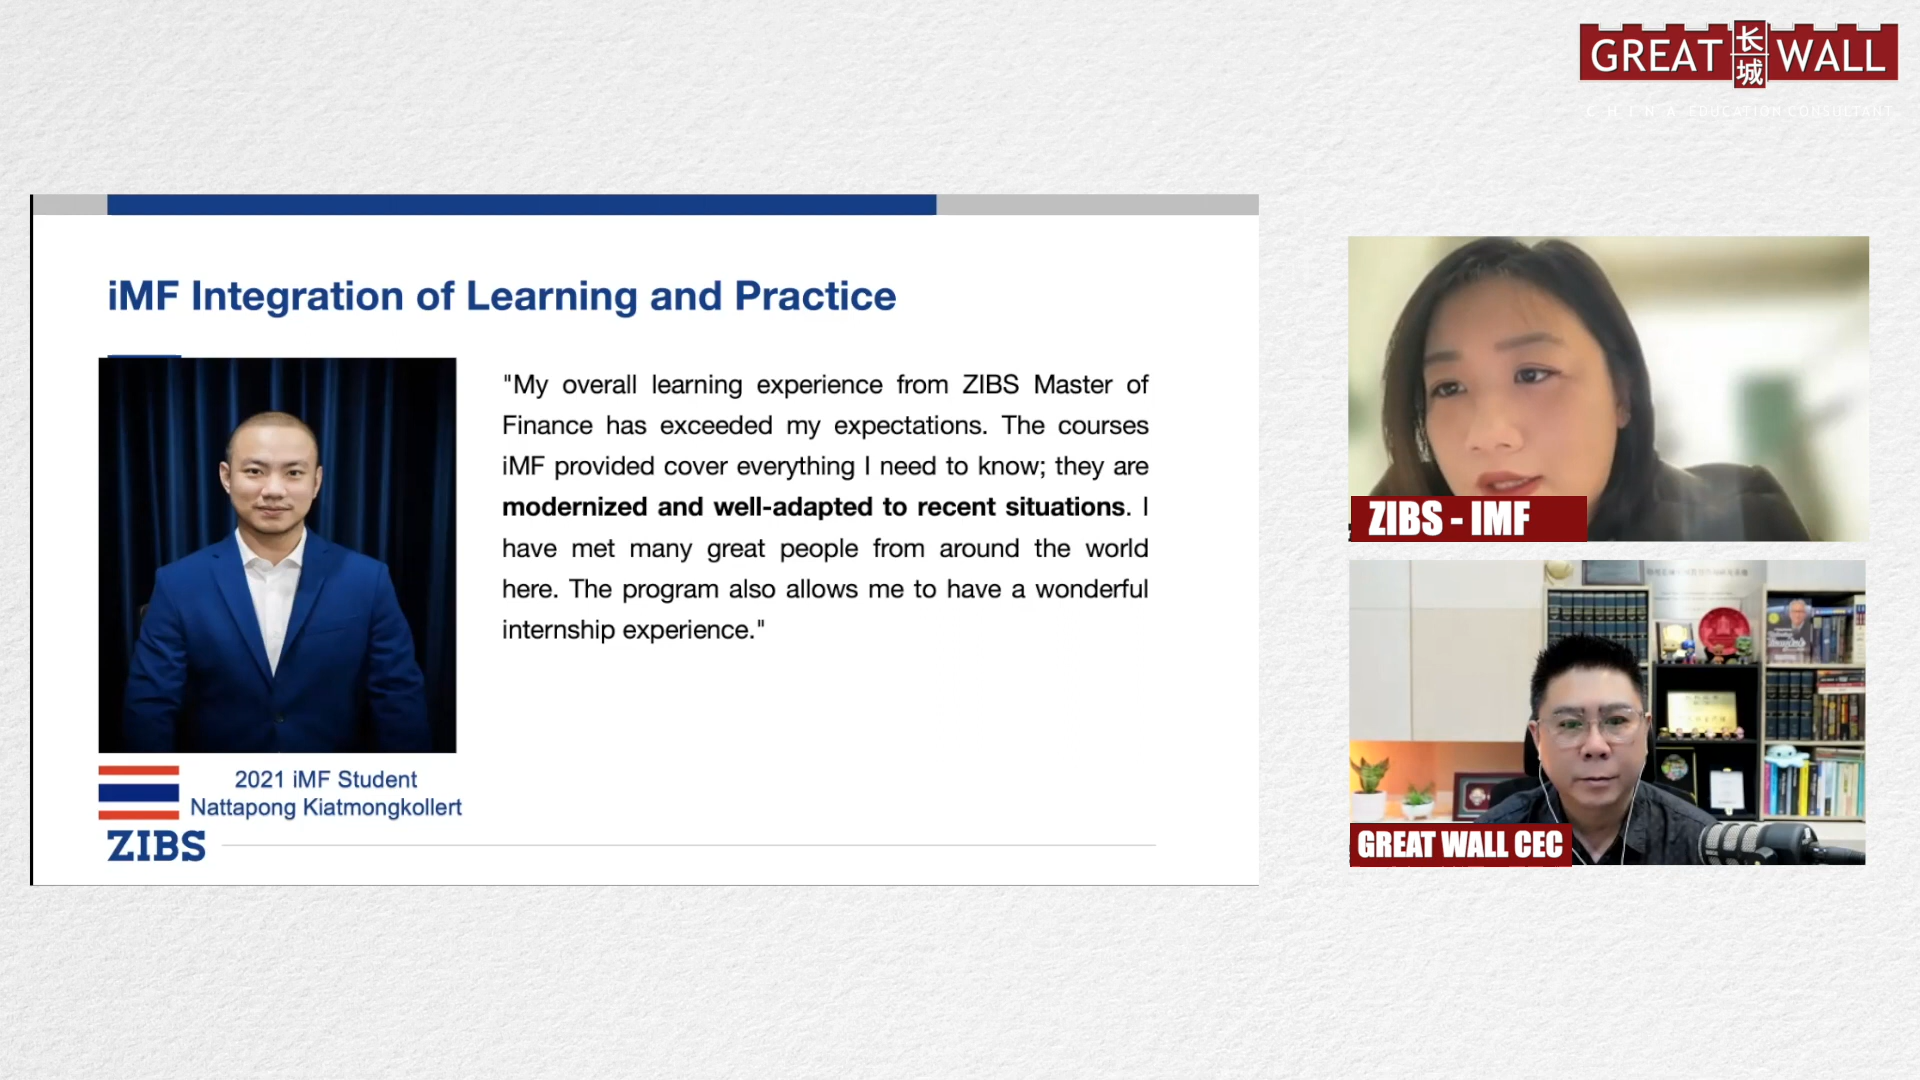 GREAT 长城 WALL
CHINA EDUCATION CONSULTANT
iMF Integration of Learning and Practice
"My overall learning experience from ZIBS Master of
Finance has exceeded my expectations. The courses
iMF provided cover everything I need to know; they are
modernized and well-adapted to recent situations. I
have met many great people from around the world
here. The program also allows me to have a wonderful
internship experience."
2021 iMF Student
Nattapong Kiatmongkollert
ZIBS
ZIBS - IMF
GREAT WALL CEC